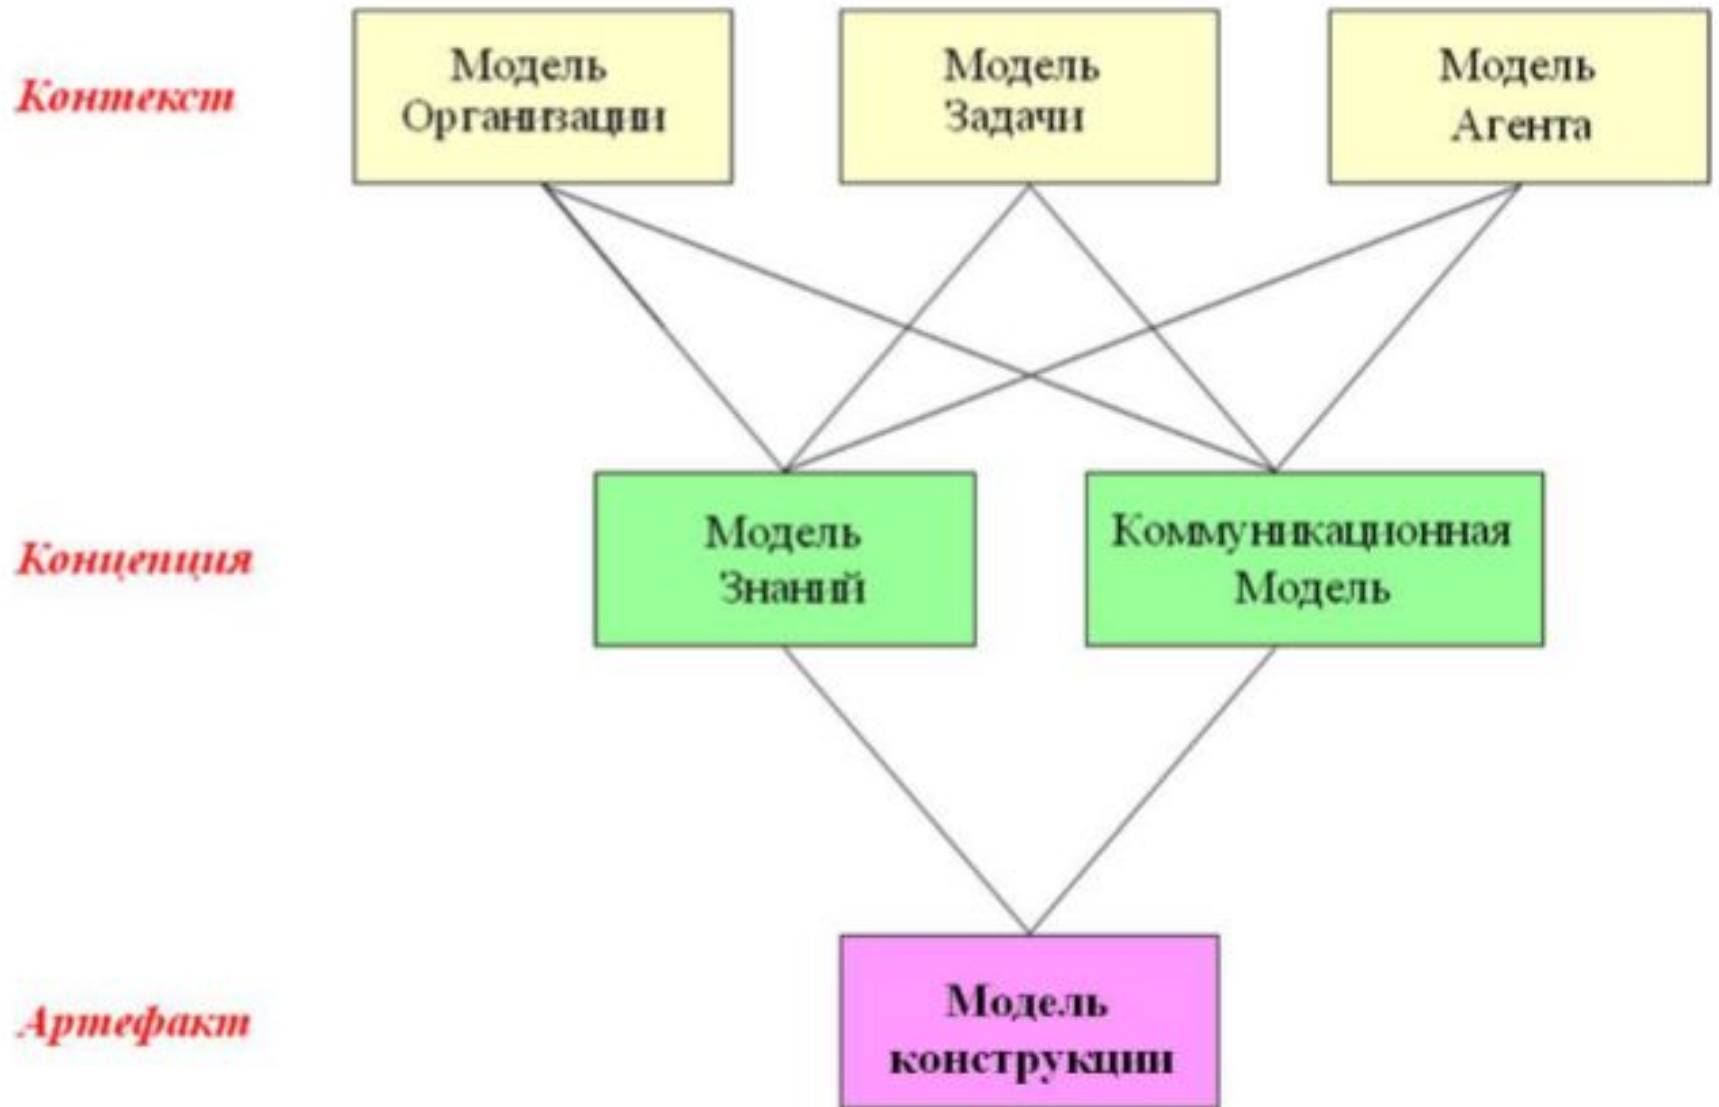 Контекст
Модель
Организации
Модель
Задачи
Модель
Агента
Концепция
Модель
Знаний
Коммуникационная
Модель
Артефакт
Модель
конструкции